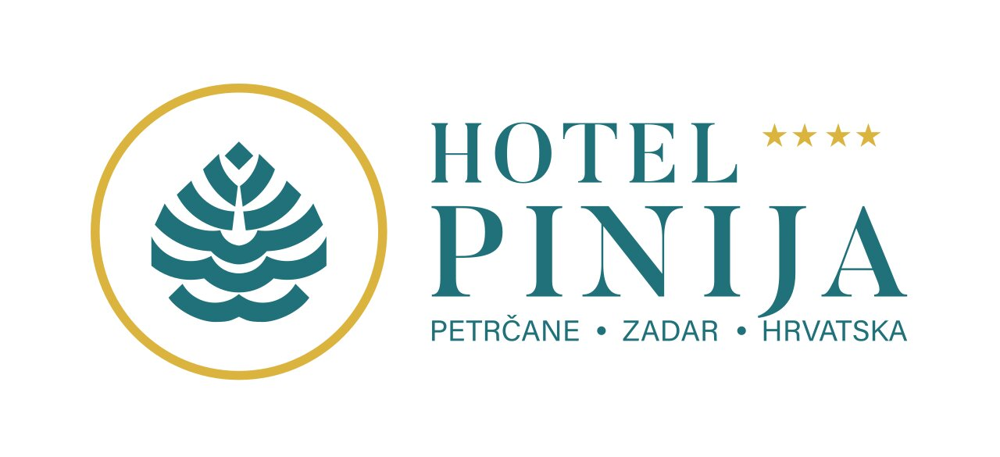 HOTEL ★★★★
PINIJA
PETRČANE • ZADAR • HRVATSKA